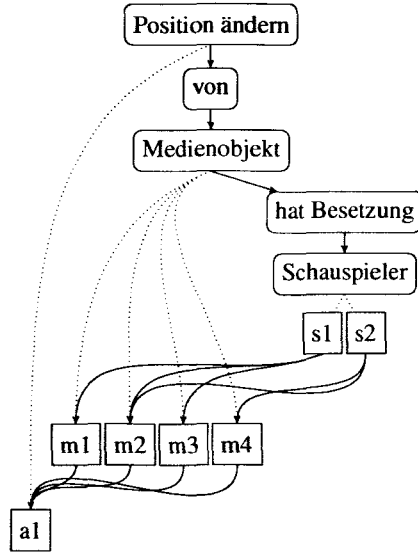 Position ändern
von
Medienobjekt
hat Besetzung
Schauspieler
s1 s2
m1 m2 m3 m4
a1